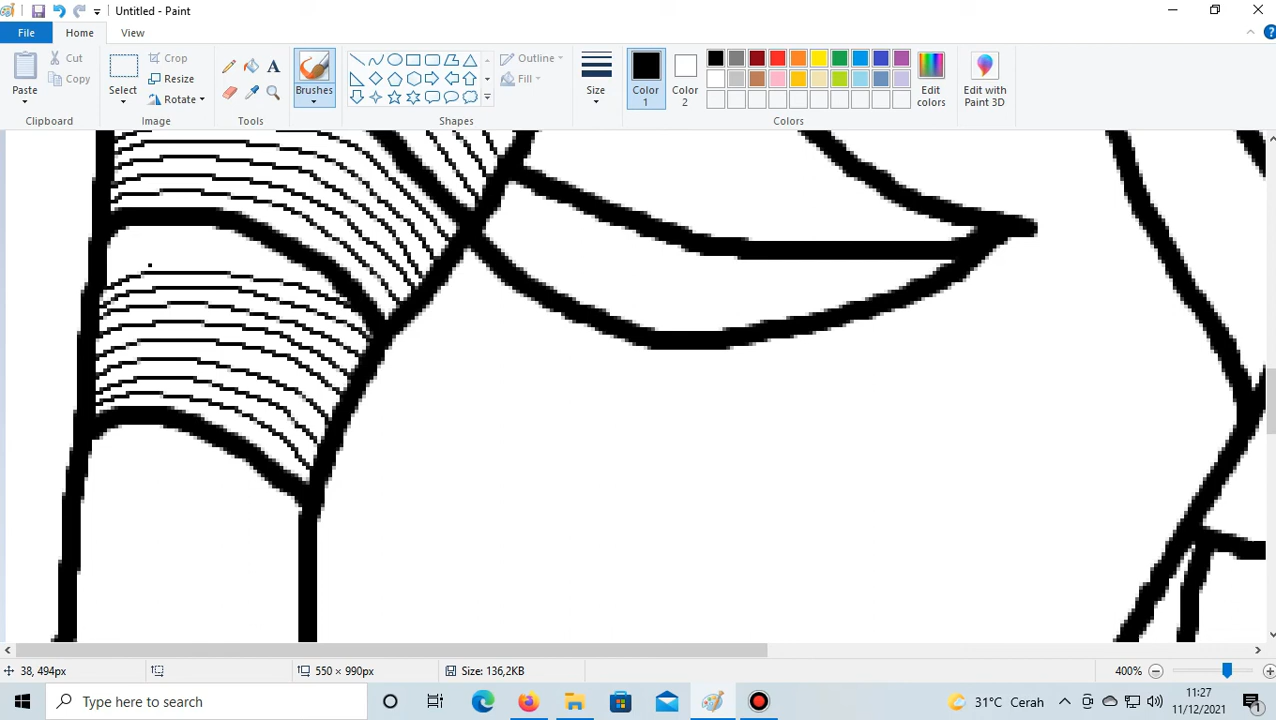 Untitled - Paint
File Home View
Paste
Cut
Copy
Clipboard
Select
Crop
Resize
Rotate
Image
A
Tools
Brushes
Outline
Fill
Shapes
Size
Color 1
Color 2
Edit colors
Colors
Edit with Paint 3D
38, 494px
550 × 990px
Size: 136,2KB
400%
Type here to search
31°C Cerah
11:27
11/12/2021
1